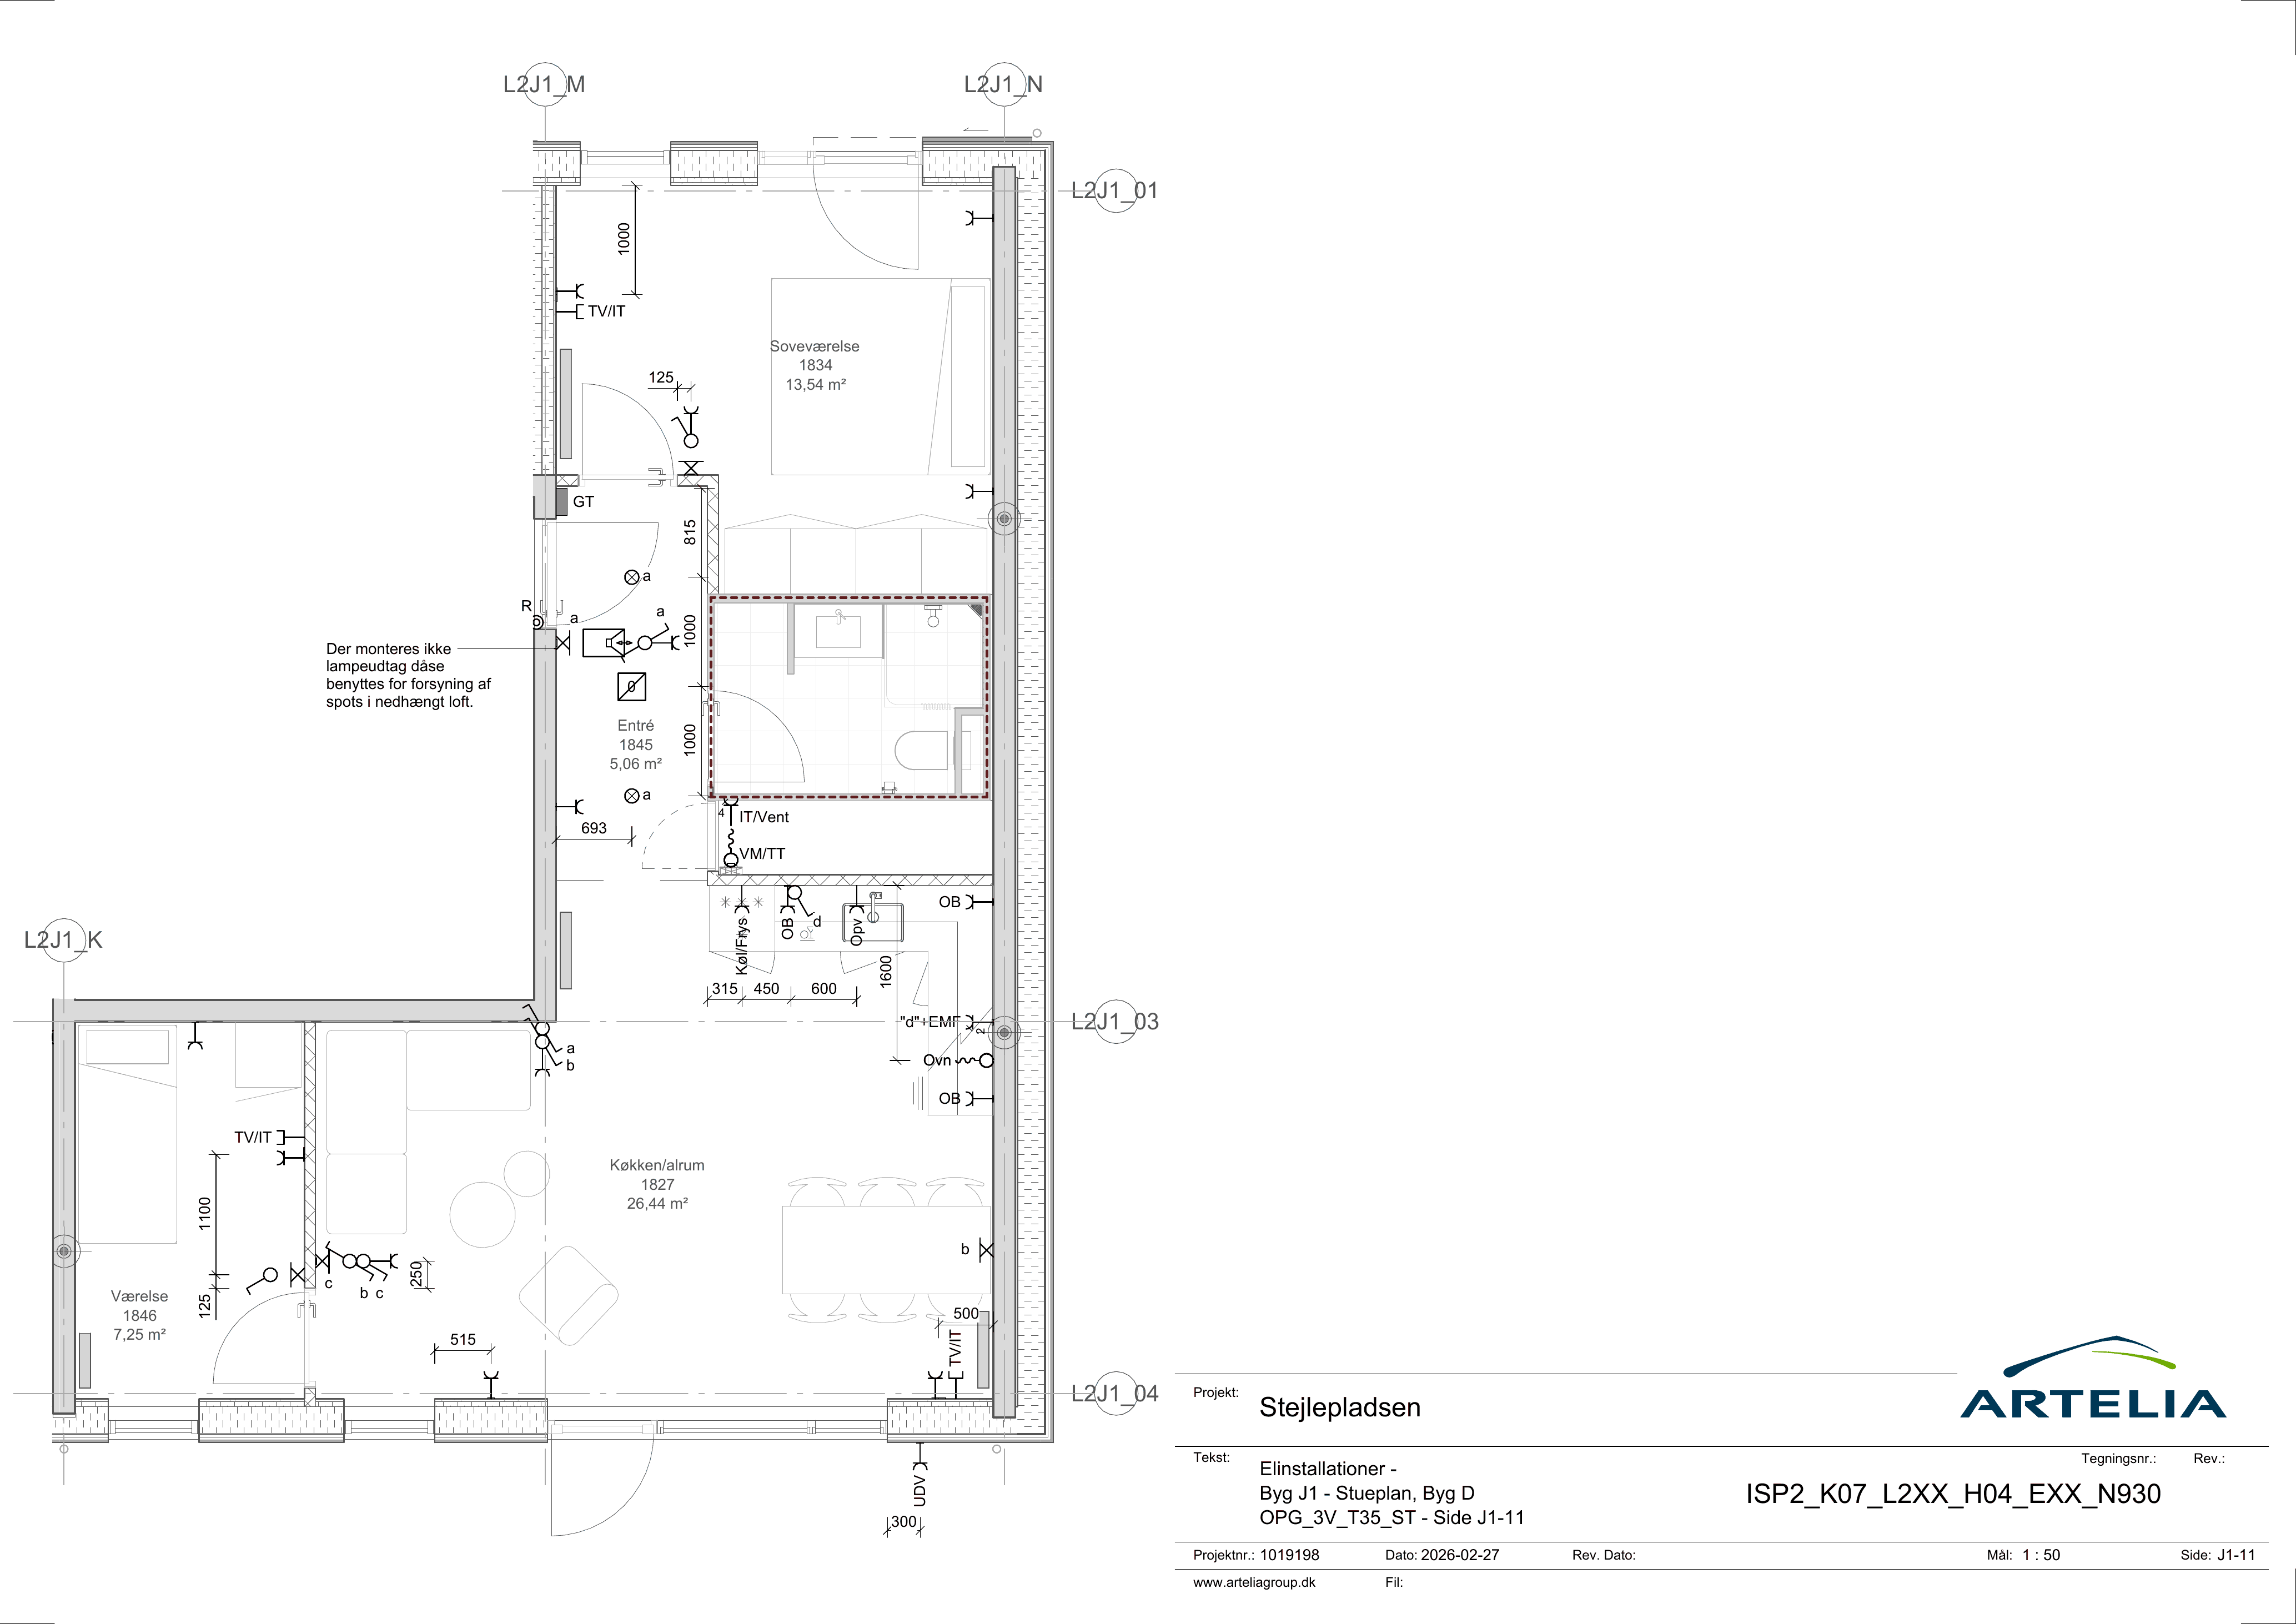 L2J1_M
L2J1_N
L2J1_01
1000
TV/IT
Soveværelse
1834
13,54 m²
125
GT
815
a
R
a
a
1000
Der monteres ikke
lampeudtag dåse
benyttes for forsyning af
spots i nedhængt loft.
0
Entré
1845
5,06 m²
1000
a
693
4
IT/Vent
VM/TT
OB
d
OB
Opv
Køl/Frys
L2J1_K
1600
315
450
600
"d"+EMF
2
L2J1_03
a
b
Ovn
OB
TV/IT
Køkken/alrum
1827
26,44 m²
1100
b
c
b c
250
Værelse
1846
7,25 m²
125
500
515
TV/IT
L2J1_04
UDV
300
ARTELIA
Projekt:
Stejlepladsen
Tekst:
Elinstallationer -
Byg J1 - Stueplan, Byg D
OPG_3V_T35_ST - Side J1-11
Tegningsnr.:
Rev.:
ISP2_K07_L2XX_H04_EXX_N930
Projektnr.: 1019198
Dato: 2026-02-27
Rev. Dato:
Mål: 1 : 50
Side: J1-11
www.arteliagroup.dk
Fil: